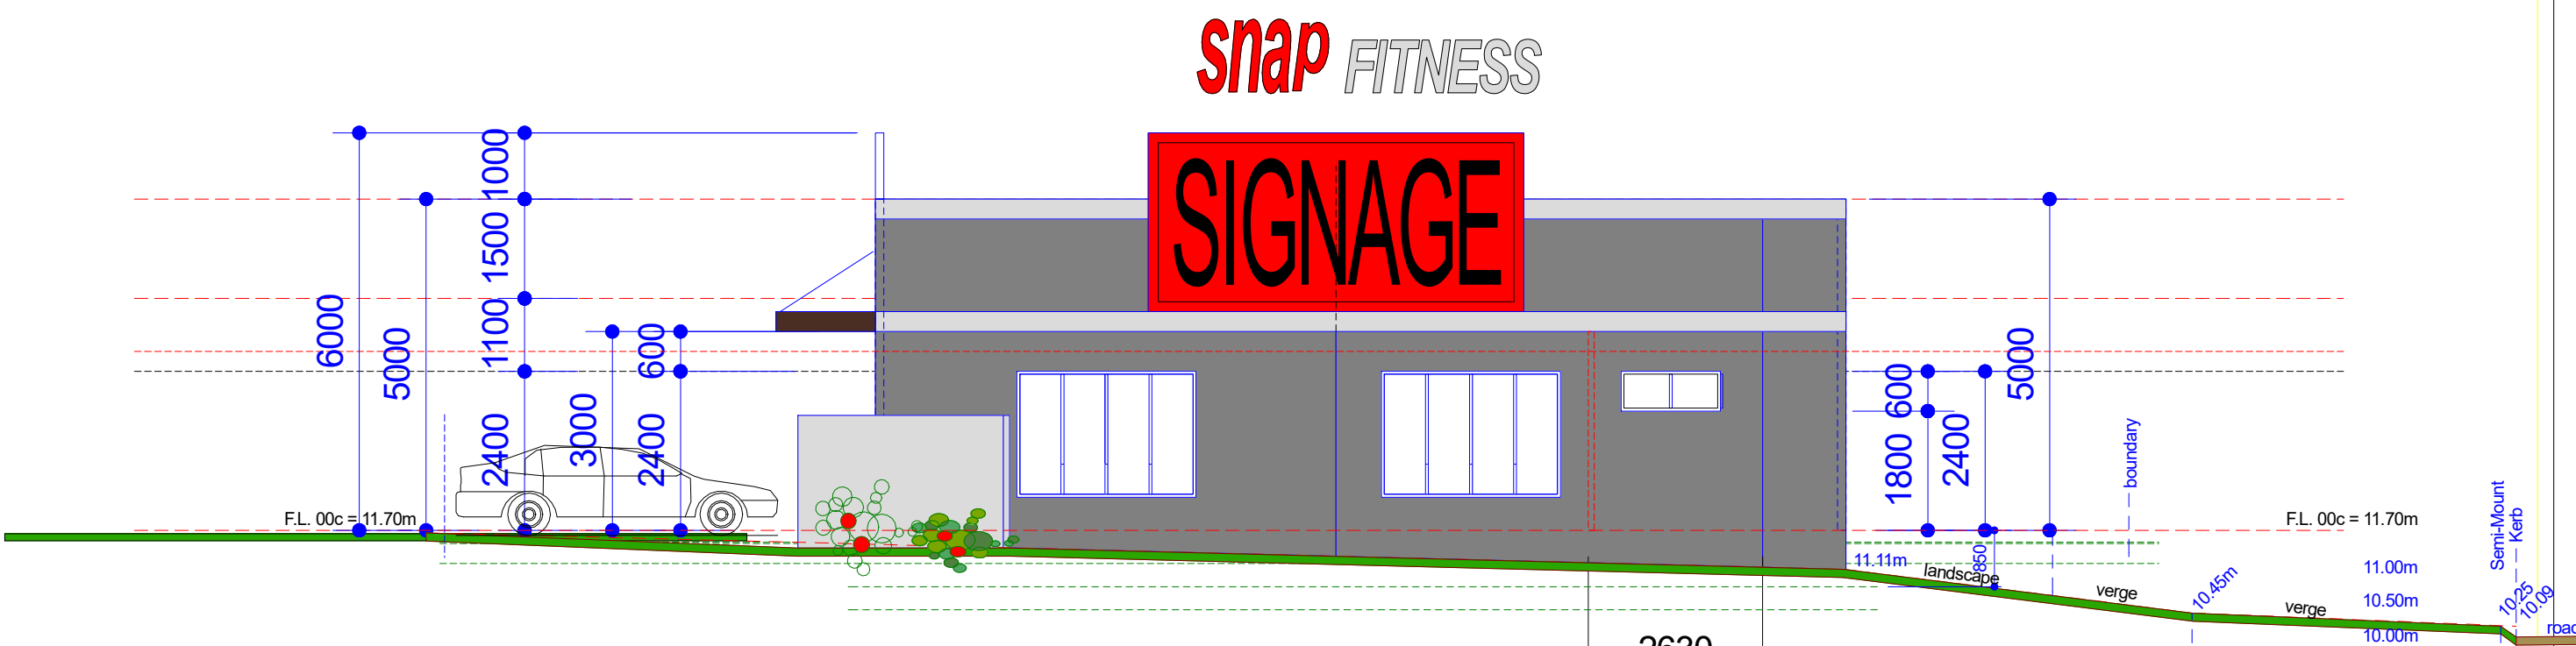 snap FITNESS
SIGNAGE
6000
5000
1000
1500
1100
2400
3000
600
2400
F.L. 00c = 11.70m
600
1800
2400
5000
850
boundary
Semi-Mount
Kerb
F.L. 00c = 11.70m
11.11m
landscape
verge
10.45m
verge
11.00m
10.50m
10.00m
10.25
10.09
road